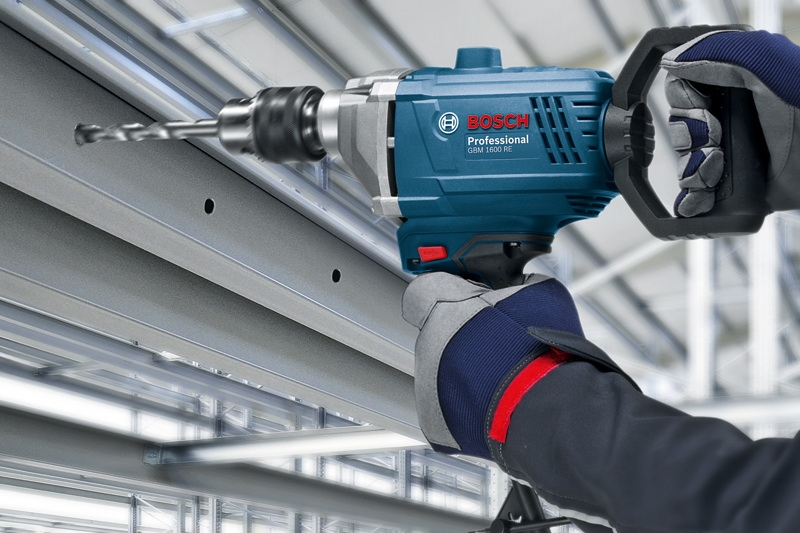 BOSCH
Professional
GBM 1600 RE